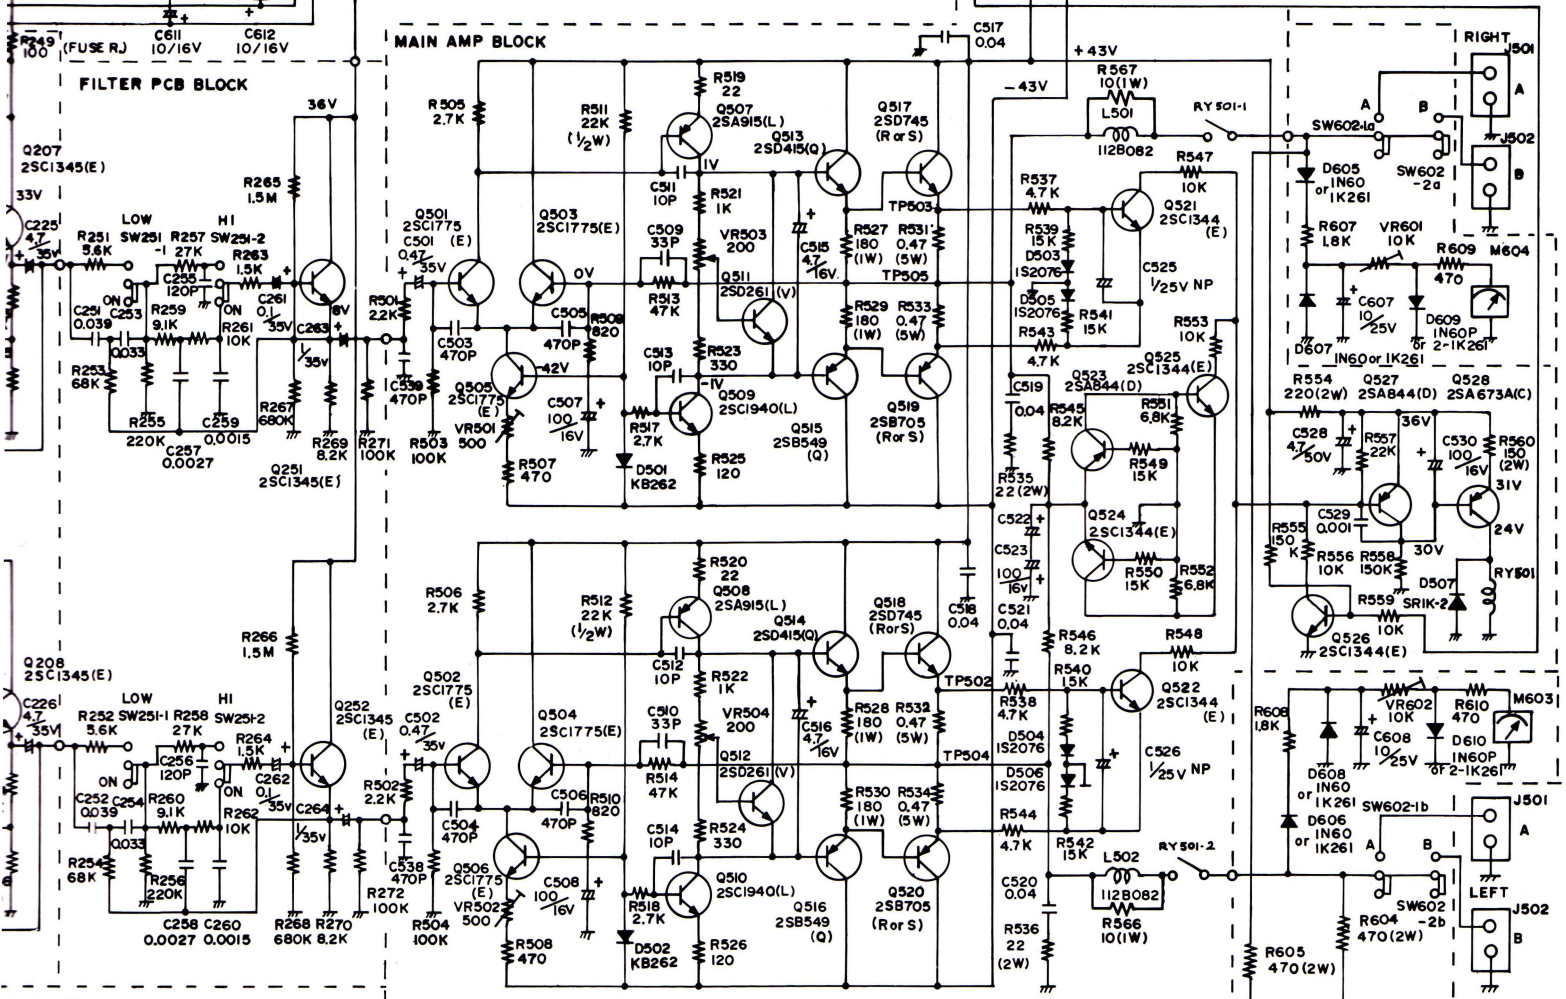 R249
100
(FUSE R.)
C611
10/16V
C612
10/16V
FILTER PCB BLOCK
MAIN AMP BLOCK
36V
Q207
2SC1345(E)
33V
C225
4.7
35V
R251
5.6K
LOW
SW251
-1
R257
27K
HI
SW251-2
R263
1.5K
R265
1.5M
C255
120P
ON
ON
C251
0.039
C253
0.033
R259
9.1K
R261
10K
C261
0.1
35V
8V
C263
1/35V
R253
68K
R255
220K
C257
0.0027
C259
0.0015
R267
680K
R269
8.2K
R271
100K
Q251
2SC1345(E)
R501
2.2K
C539
470P
R503
100K
R505
2.7K
Q501
2SC1775
(E)
C501
0.47
35V
Q503
2SC1775(E)
0V
C503
470P
C505
470P
R509
820
Q505
2SC1775
(E)
-42V
VR501
500
R507
470
C507
100
16V
R511
22K
(1/2W)
R519
22
Q507
2SA915(L)
1V
C511
10P
R521
1K
C509
33P
R513
47K
VR503
200
Q511
2SD261(V)
C513
10P
R523
330
-1V
Q509
2SC1940(L)
R517
2.7K
D501
KB262
R525
120
Q513
2SD415(Q)
C515
4.7
16V
Q515
2SB549
(Q)
Q517
2SD745
(R or S)
R527
180
(1W)
R531
0.47
(5W)
TP503
TP505
R529
180
(1W)
R533
0.47
(5W)
Q519
2SB705
(R or S)
C517
0.04
+43V
-43V
R567
10(1W)
L501
112B082
RY501-1
R537
4.7K
R539
15K
D503
1S2076
D505
1S2076
R541
15K
R543
4.7K
R547
10K
Q521
2SC1344
(E)
C525
1/25V NP
R553
10K
Q525
2SC1344(E)
Q523
2SA844(D)
R551
6.8K
R549
15K
C519
0.04
R545
8.2K
R535
22(2W)
C522
C523
100
16V
Q524
2SC1344(E)
R550
15K
R552
6.8K
C518
0.04
C521
0.04
RIGHT
J501
A
J502
B
A
B
SW602-1a
SW602
-2a
D605
1N60
or
1K261
R607
1.8K
VR601
10K
R609
470
M604
C607
10
25V
D609
1N60P
or 2-1K261
D607
1N60 or 1K261
R554
220(2W)
Q527
2SA844(D)
Q528
2SA673A(C)
36V
C528
4.7
50V
R557
22K
C530
100
16V
R560
150
(2W)
31V
24V
C529
0.001
30V
R555
150
K
R556
10K
R558
150K
D507
SR1K-2
RY501
R559
10K
Q526
2SC1344(E)
Q208
2SC1345(E)
C226
4.7
35V
R252
5.6K
LOW
SW251-1
R258
27K
HI
SW251-2
R264
1.5K
R266
1.5M
Q252
2SC1345
(E)
C256
120P
ON
ON
C252
0.039
C254
0.033
R260
9.1K
R262
10K
C262
0.1
35V
C264
1/35V
R254
68K
R256
220K
C258
0.0027
C260
0.0015
R268
680K
R270
8.2K
R272
100K
R502
2.2K
C538
470P
R504
100K
R506
2.7K
Q502
2SC1775
(E)
C502
0.47
35V
Q504
2SC1775(E)
C504
470P
C506
470P
R510
820
Q506
2SC1775
(E)
VR502
500
R508
470
C508
100
16V
R512
22K
(1/2W)
R520
22
Q508
2SA915(L)
C512
10P
R522
1K
C510
33P
R514
47K
VR504
200
Q512
2SD261(V)
C514
10P
R524
330
Q510
2SC1940(L)
R518
2.7K
D502
KB262
R526
120
Q514
2SD415(Q)
C516
4.7
16V
Q516
2SB549
(Q)
Q518
2SD745
(R or S)
R528
180
(1W)
R532
0.47
(5W)
TP502
TP504
R530
180
(1W)
R534
0.47
(5W)
Q520
2SB705
(R or S)
R546
8.2K
R540
15K
R538
4.7K
D504
1S2076
D506
1S2076
R544
4.7K
R542
15K
R548
10K
Q522
2SC1344
(E)
C526
1/25V NP
C520
0.04
R536
22
(2W)
L502
112B082
R566
10(1W)
RY501-2
R608
1.8K
VR602
10K
R610
470
M603
C608
10
25V
D610
1N60P
or 2-1K261
D608
1N60
or
1K261
D606
1N60
or
1K261
SW602-1b
A
B
SW602
-2b
J501
A
LEFT
J502
B
R604
470(2W)
R605
470(2W)